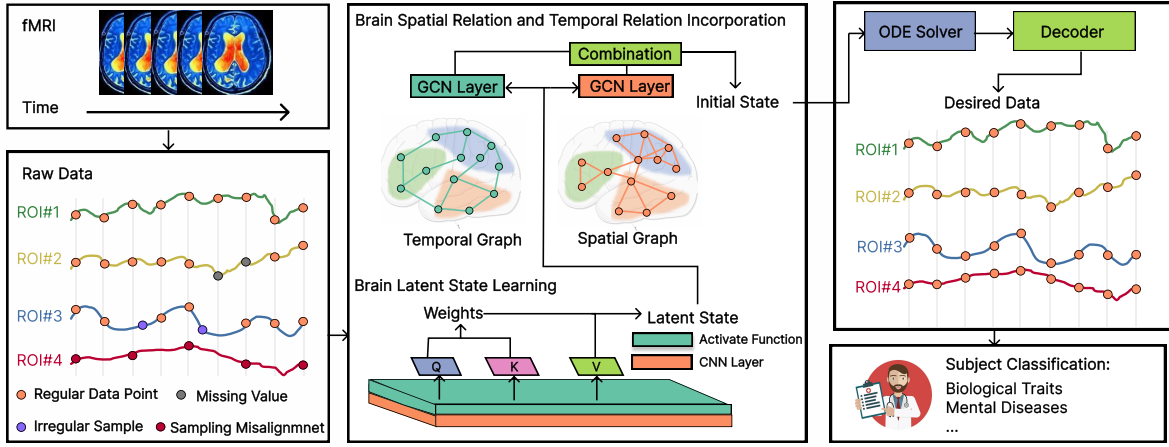 fMRI
Time
Raw Data
ROI#1
ROI#2
ROI#3
ROI#4
Regular Data Point
Missing Value
Irregular Sample
Sampling Misalignmnet
Brain Spatial Relation and Temporal Relation Incorporation
Combination
GCN Layer
GCN Layer
Initial State
Temporal Graph
Spatial Graph
Brain Latent State Learning
Weights
Latent State
Activate Function
CNN Layer
Q
K
V
ODE Solver
Decoder
Desired Data
ROI#1
ROI#2
ROI#3
ROI#4
Subject Classification:
Biological Traits
Mental Diseases
...